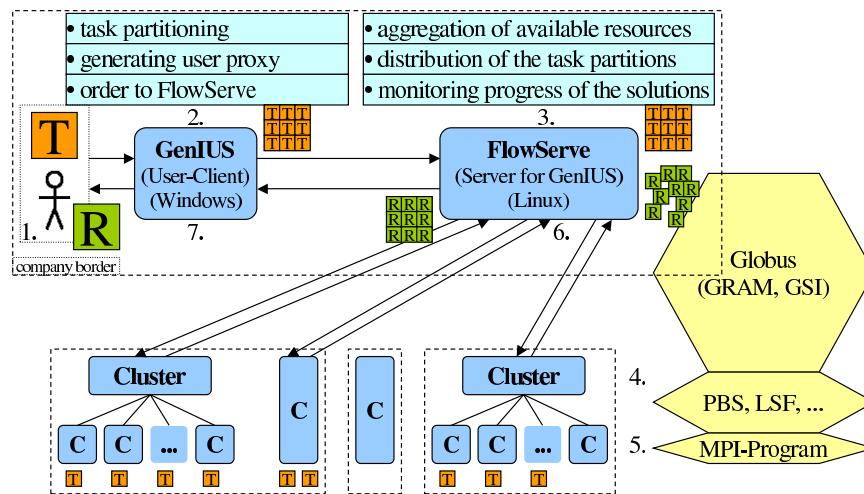 • task partitioning
• generating user proxy
• order to FlowServe
• aggregation of available resources
• distribution of the task partitions
• monitoring progress of the solutions
2.
3.
T
T T T
T T T
T T T
T T T
T T T
T T T
GenIUS
(User-Client)
(Windows)
FlowServe
(Server for GenIUS)
(Linux)
1.
R
7.
R R R
R R R
R R R
6.
R R
R R R
R R
R R
company border
Globus
(GRAM, GSI)
Cluster
C
C
Cluster
4.
PBS, LSF, ...
C C ... C
C C ... C
5.
MPI-Program
T T T T
T T
T T T